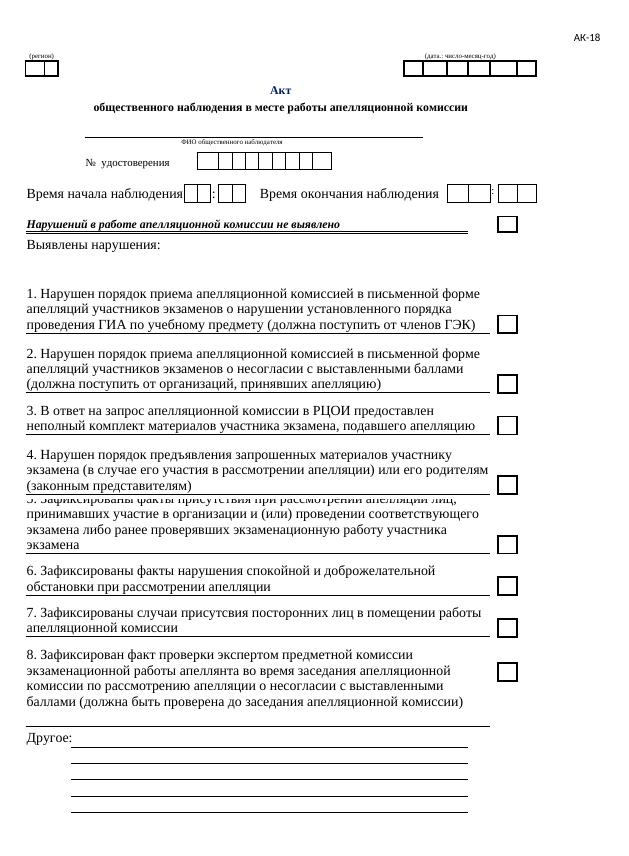 АК-18
(регион)
(дата.: число-месяц-год)
Акт
общественного наблюдения в месте работы апелляционной комиссии
ФИО общественного наблюдателя
№ удостоверения
Время начала наблюдения : Время окончания наблюдения :
Нарушений в работе апелляционной комиссии не выявлено
Выявлены нарушения:
1. Нарушен порядок приема апелляционной комиссией в письменной форме
апелляций участников экзаменов о нарушении установленного порядка
проведения ГИА по учебному предмету (должна поступить от членов ГЭК)
2. Нарушен порядок приема апелляционной комиссией в письменной форме
апелляций участников экзаменов о несогласии с выставленными баллами
(должна поступить от организаций, принявших апелляцию)
3. В ответ на запрос апелляционной комиссии в РЦОИ предоставлен
неполный комплект материалов участника экзамена, подавшего апелляцию
4. Нарушен порядок предъявления запрошенных материалов участнику
экзамена (в случае его участия в рассмотрении апелляции) или его родителям
(законным представителям)
5. Зафиксированы факты присутствия при рассмотрении апелляции лиц,
принимавших участие в организации и (или) проведении соответствующего
экзамена либо ранее проверявших экзаменационную работу участника
экзамена
6. Зафиксированы факты нарушения спокойной и доброжелательной
обстановки при рассмотрении апелляции
7. Зафиксированы случаи присутсвия посторонних лиц в помещении работы
апелляционной комиссии
8. Зафиксирован факт проверки экспертом предметной комиссии
экзаменационной работы апеллянта во время заседания апелляционной
комиссии по рассмотрению апелляции о несогласии с выставленными
баллами (должна быть проверена до заседания апелляционной комиссии)
Другое: